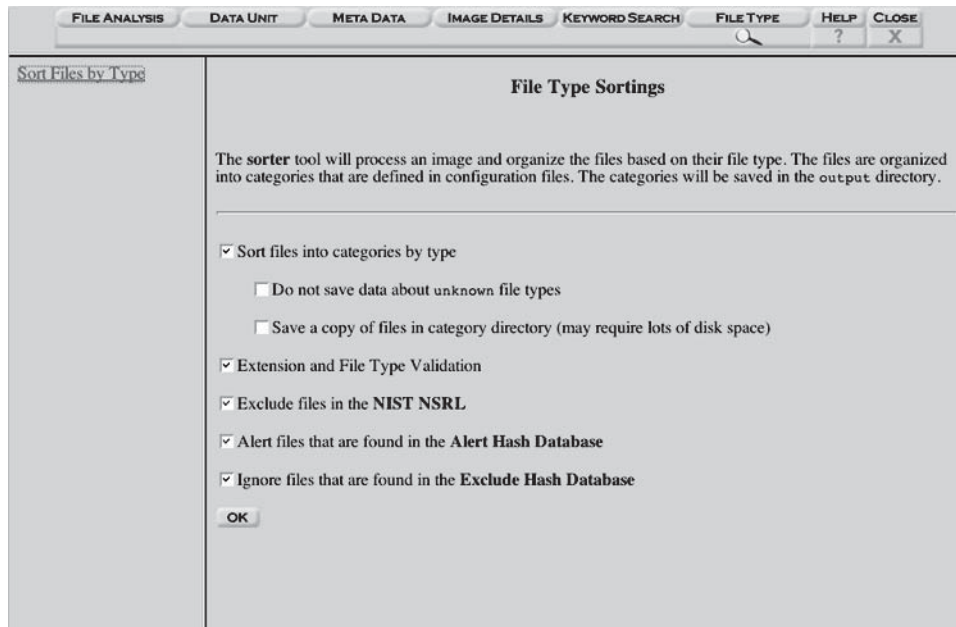 FILE ANALYSIS DATA UNIT META DATA IMAGE DETAILS KEYWORD SEARCH FILE TYPE HELP CLOSE
? X
Sort Files by Type
File Type Sortings
The sorter tool will process an image and organize the files based on their file type. The files are organized
into categories that are defined in configuration files. The categories will be saved in the output directory.
Sort files into categories by type
Do not save data about unknown file types
Save a copy of files in category directory (may require lots of disk space)
Extension and File Type Validation
Exclude files in the NIST NSRL
Alert files that are found in the Alert Hash Database
Ignore files that are found in the Exclude Hash Database
OK